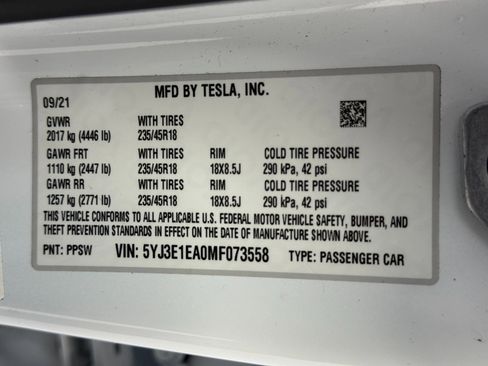 MFD BY TESLA, INC.
09/21
GVWR WITH TIRES
2017 kg (4446 lb) 235/45R18
GAWR FRT WITH TIRES RIM COLD TIRE PRESSURE
1110 kg (2447 lb) 235/45R18 18X8.5J 290 kPa, 42 psi
GAWR RR WITH TIRES RIM COLD TIRE PRESSURE
1257 kg (2771 lb) 235/45R18 18X8.5J 290 kPa, 42 psi
THIS VEHICLE CONFORMS TO ALL APPLICABLE U.S. FEDERAL MOTOR VEHICLE SAFETY, BUMPER, AND
THEFT PREVENTION STANDARDS IN EFFECT ON THE DATE OF MANUFACTURE SHOWN ABOVE.
PNT: PPSW VIN: 5YJ3E1EA0MF073558 TYPE: PASSENGER CAR